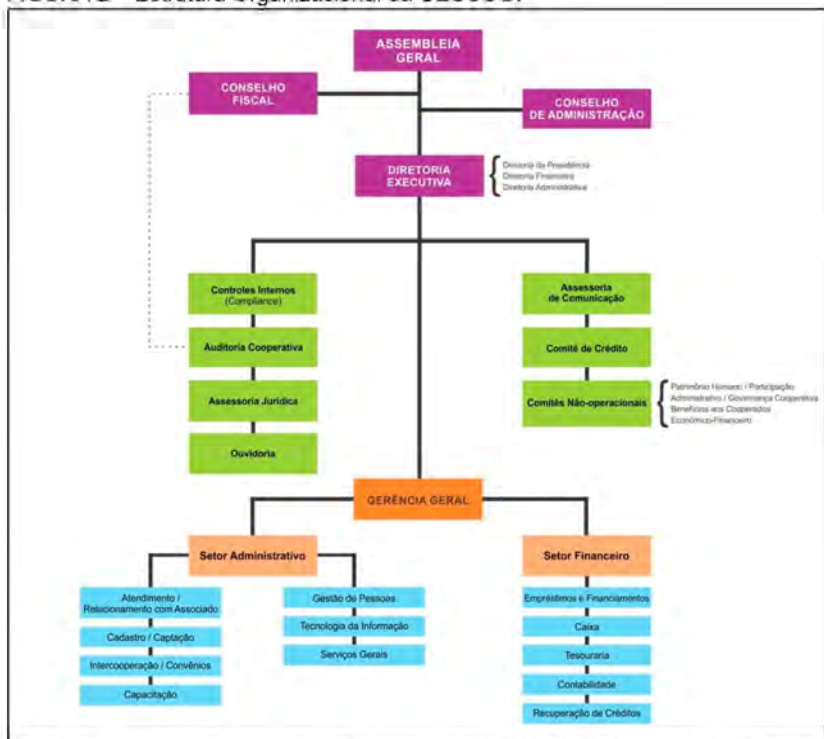 Estrutura Organizacional da
ASSEMBLEIA
GERAL
CONSELHO
FISCAL
CONSELHO
DE ADMINISTRAÇÃO
DIRETORIA
EXECUTIVA
Diretoria da Presidência
Diretoria Financeira
Diretoria Administrativa
Controles Internos
(Compliance)
Auditoria Cooperativa
Assessoria Jurídica
Ouvidoria
Assessoria
de Comunicação
Comitê de Crédito
Comitês Não-operacionais
Patrimônio Humano / Participação
Administrativo / Governança Cooperativa
Benefícios aos Cooperados
Econômico-Financeiro
GERÊNCIA GERAL
Setor Administrativo
Atendimento /
Relacionamento com Associado
Cadastro / Captação
Intercooperação / Convênios
Capacitação
Gestão de Pessoas
Tecnologia da Informação
Serviços Gerais
Setor Financeiro
Empréstimos e Financiamentos
Caixa
Tesouraria
Contabilidade
Recuperação de Créditos